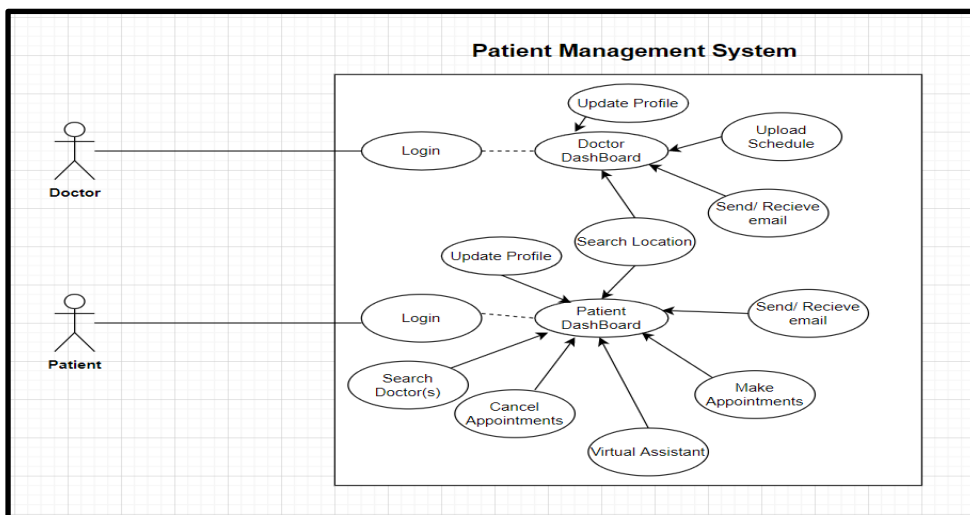 Patient Management System
Update Profile
Upload
Schedule
Doctor
DashBoard
Login
Doctor
Send/ Recieve
email
Search Location
Update Profile
Send/ Recieve
email
Patient
DashBoard
Login
Patient
Search
Doctor(s)
Make
Appointments
Cancel
Appointments
Virtual Assistant